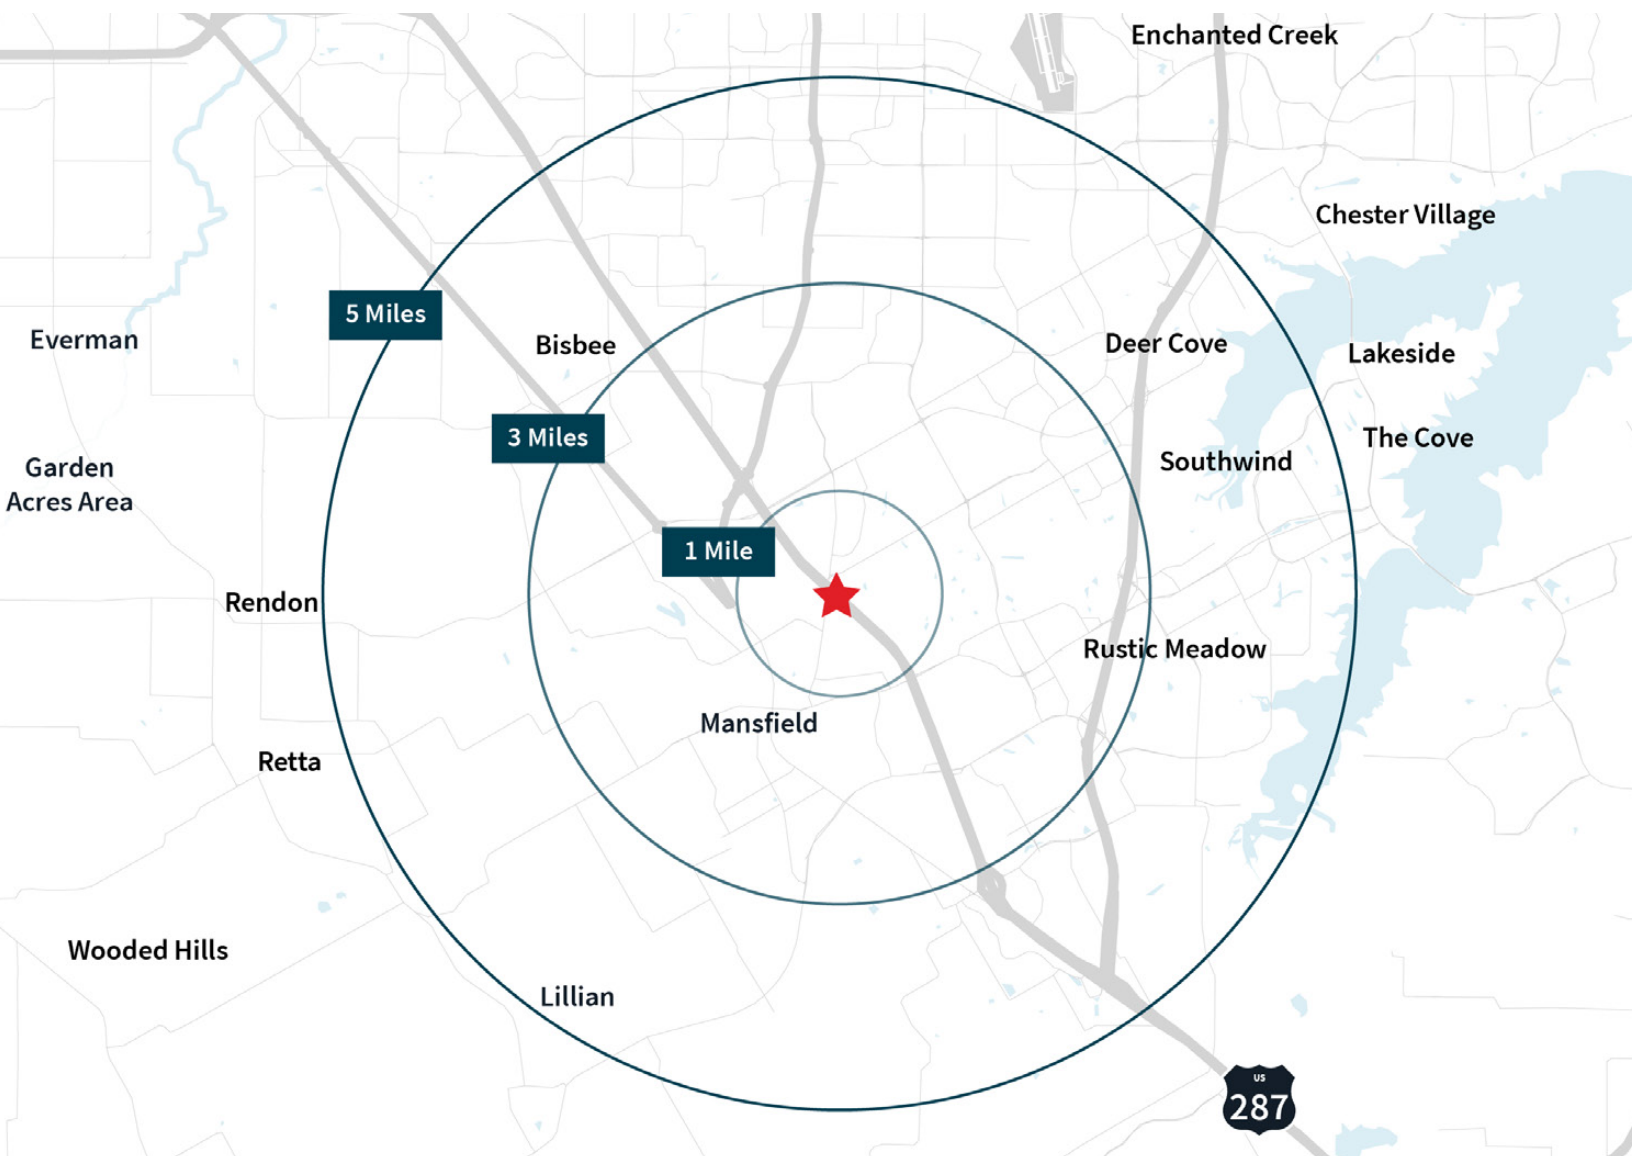 Enchanted Creek
Chester Village
5 Miles
Everman
Bisbee
Deer Cove
Lakeside
3 Miles
The Cove
Southwind
Garden
Acres Area
1 Mile
Rendon
Rustic Meadow
Mansfield
Retta
Wooded Hills
Lillian
US
287